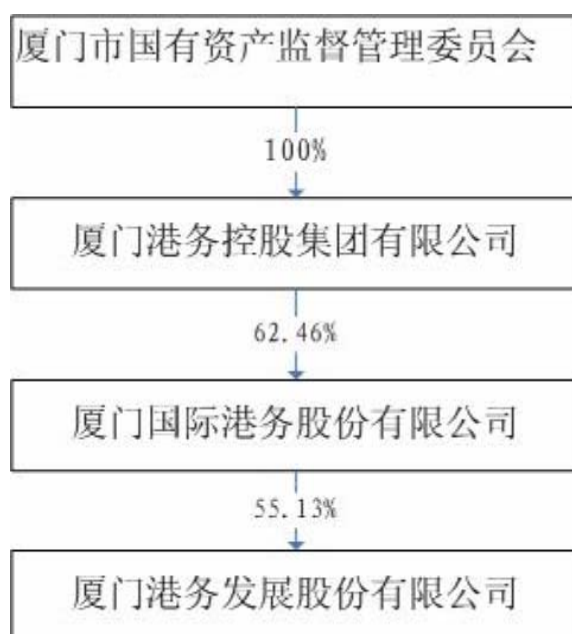 厦门市国有资产监督管理委员会
100%
厦门港务控股集团有限公司
62.46%
厦门国际港务股份有限公司
55.13%
厦门港务发展股份有限公司